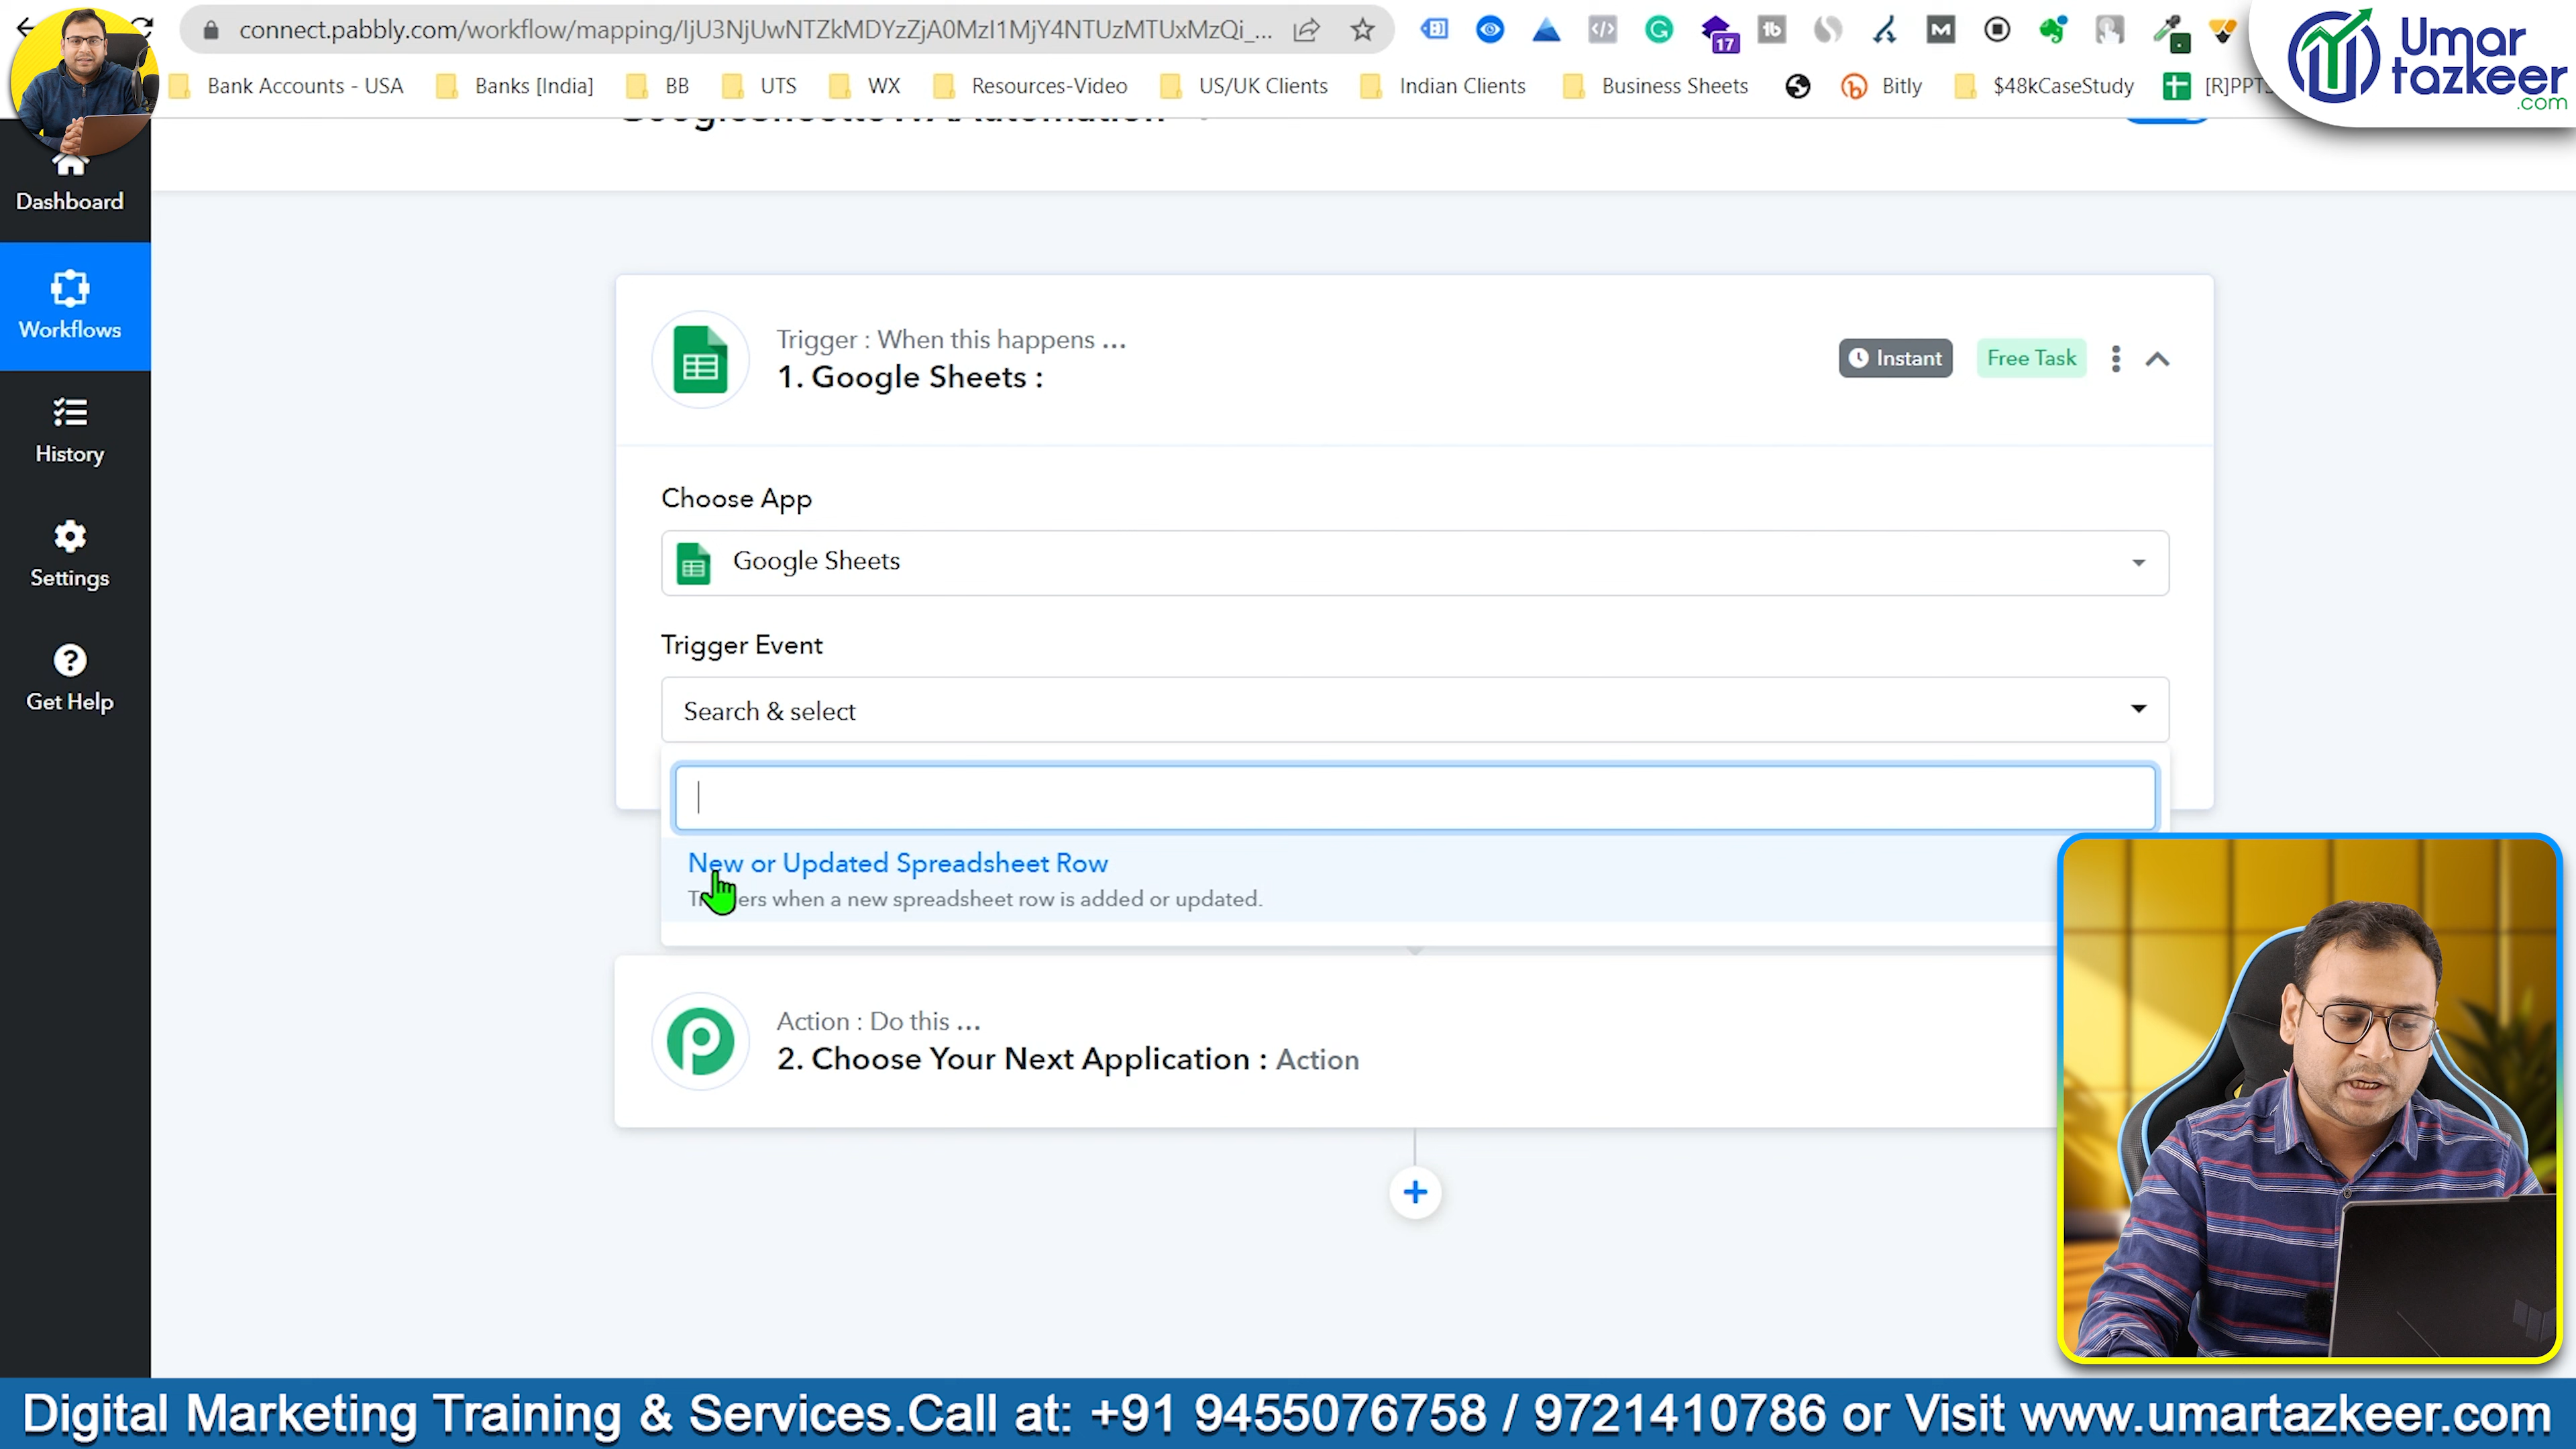 connect.pabbly.com/workflow/mapping/IjU3NjUwNTZkMDYzZjA0MzI1MjY4NTUzMTUxMzQi_...
17
Umar
tazkeer
.com
Bank Accounts - USA
Banks [India]
BB
UTS
WX
Resources-Video
US/UK Clients
Indian Clients
Business Sheets
Bitly
$48kCaseStudy
[R]PPTS
Dashboard
Workflows
History
Settings
Get Help
Trigger : When this happens ...
1. Google Sheets :
Instant
Free Task
Choose App
Google Sheets
Trigger Event
Search & select
New or Updated Spreadsheet Row
when a new spreadsheet row is added or updated.
Action : Do this ...
2. Choose Your Next Application : Action
Digital Marketing Training & Services.Call at: +91 9455076758 / 9721410786 or Visit www.umartazkeer.com